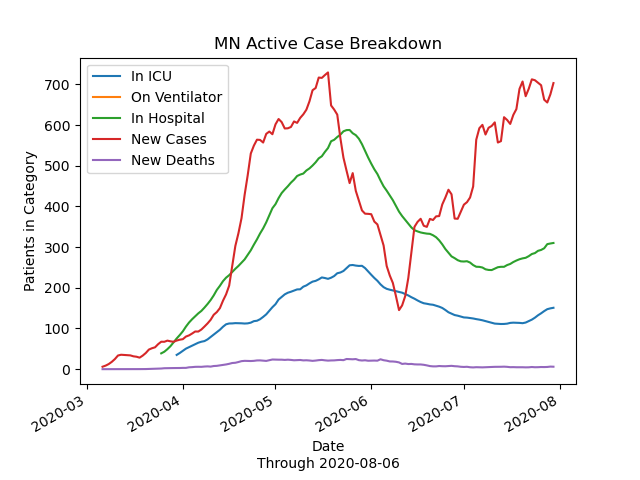 MN Active Case Breakdown
In ICU
On Ventilator
In Hospital
New Cases
New Deaths
Patients in Category
700
600
500
400
300
200
100
0
2020-03
2020-04
2020-05
2020-06
2020-07
2020-08
Date
Through 2020-08-06